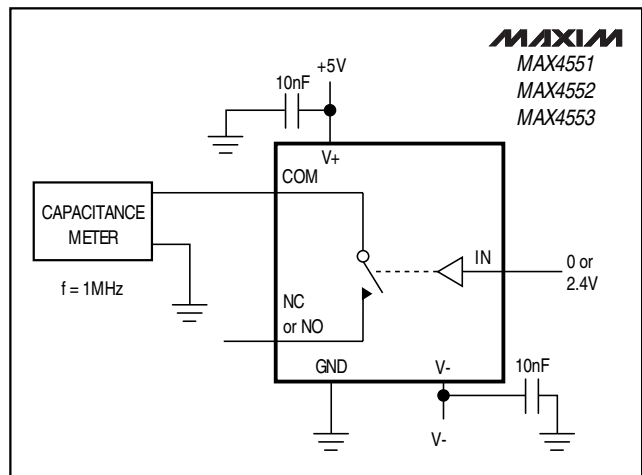 MAXIM
MAX4551
MAX4552
MAX4553
+5V
10nF
V+
COM
CAPACITANCE
METER
f = 1MHz
IN
0 or
2.4V
NC
or NO
GND
V-
10nF
V-